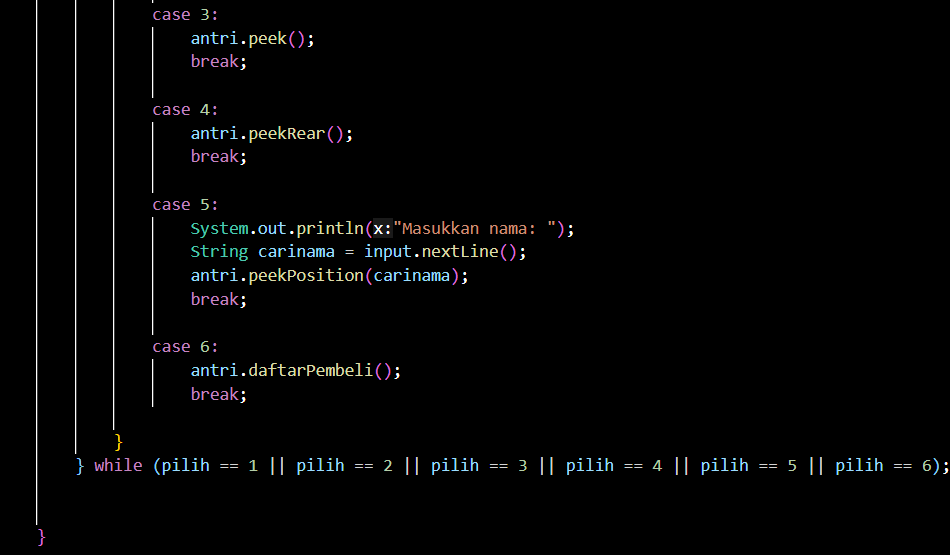 case 3:
antri.peek();
break;
case 4:
antri.peekRear();
break;
case 5:
System.out.println(x:"Masukkan nama: ");
String carinama = input.nextLine();
antri.peekPosition(carinama);
break;
case 6:
antri.daftarPembeli();
break;
}
} while (pilih == 1 || pilih == 2 || pilih == 3 || pilih == 4 || pilih == 5 || pilih == 6);
}